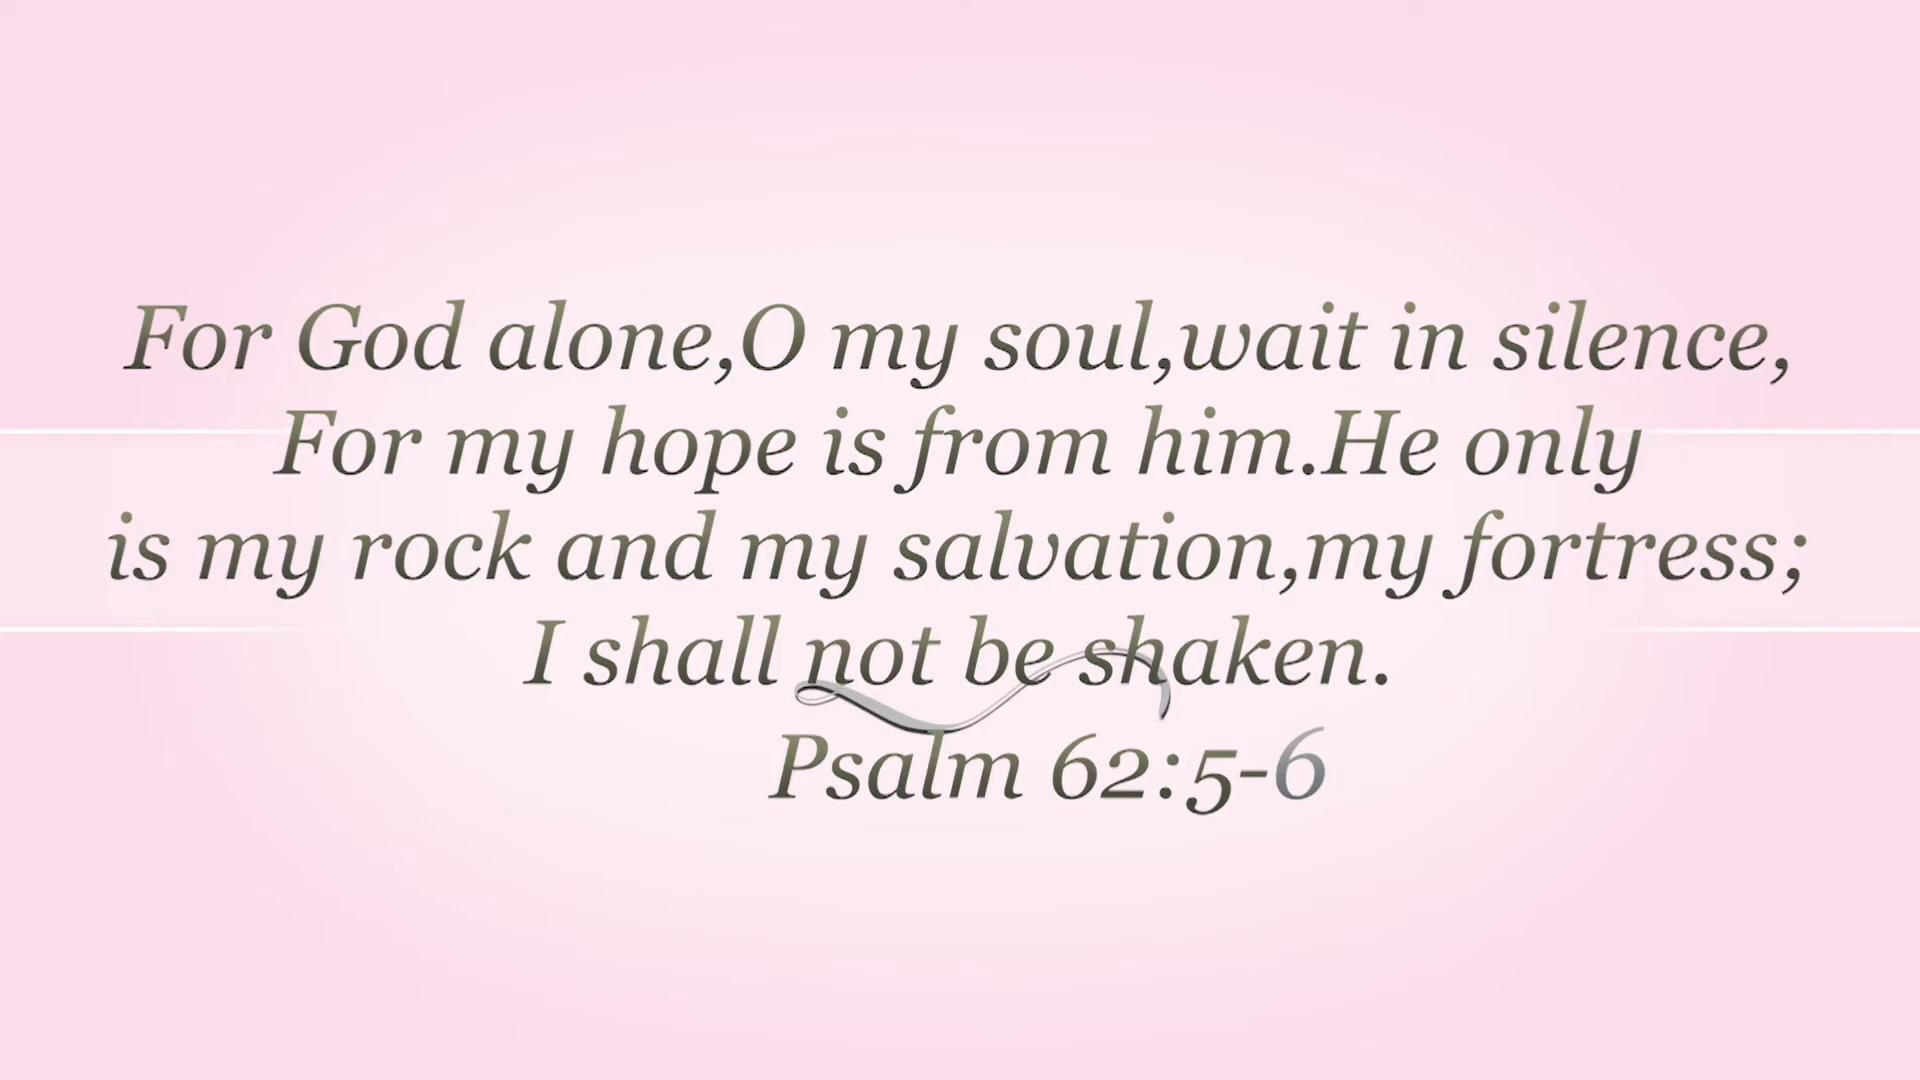 For God alone,O my soul,wait in silence,
For my hope is from him.He only
is my rock and my salvation,my fortress;
I shall not be shaken.
Psalm 62:5-6